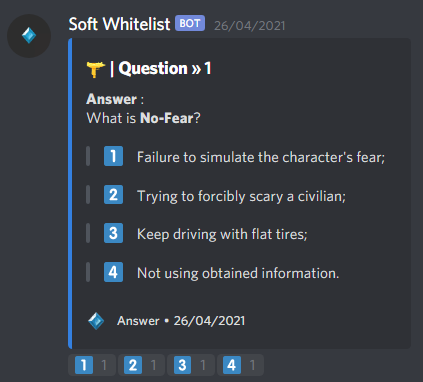 Soft Whitelist BOT 26/04/2021
| Question » 1
Answer :
What is No-Fear?
1 Failure to simulate the character's fear;
2 Trying to forcibly scary a civilian;
3 Keep driving with flat tires;
4 Not using obtained information.
Answer • 26/04/2021
1 1 2 1 3 1 4 1